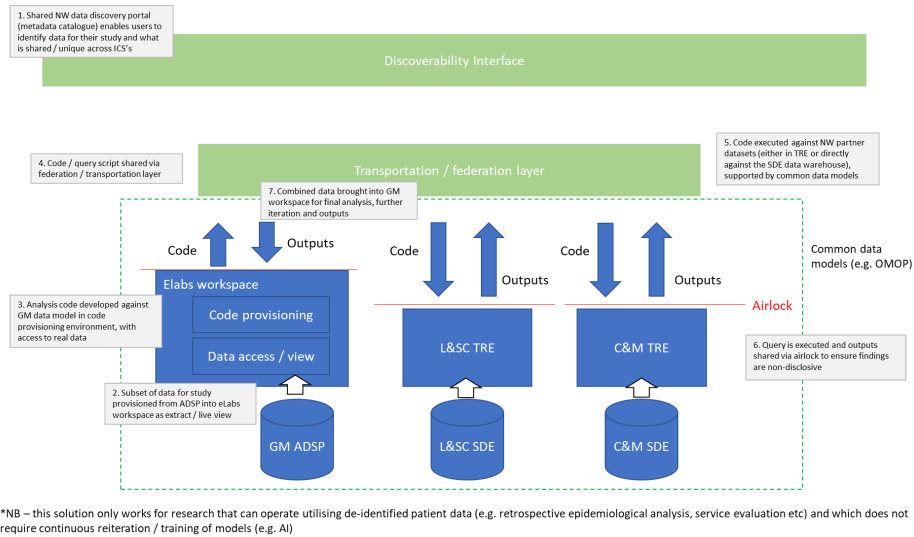 1. Shared NW data discovery portal
(metadata catalogue) enables users to
identify data for their study and what
is shared / unique across ICS's
Discoverability Interface
4. Code / query script shared via
federation / transportation layer
Transportation / federation layer
5. Code executed against NW partner
datasets (either in TRE or directly
against the SDE data warehouse),
supported by common data models
7. Combined data brought into GM
workspace for final analysis, further
iteration and outputs
Code
Outputs
Code
Outputs
Code
Outputs
Common data
models (e.g. OMOP)
Elabs workspace
Code provisioning
Data access / view
3. Analysis code developed against
GM data model in code
provisioning environment, with
access to real data
Airlock
L&SC TRE
C&M TRE
6. Query is executed and outputs
shared via airlock to ensure findings
are non-disclosive
2. Subset of data for study
provisioned from ADSP into eLabs
workspace as extract / live view
GM ADSP
L&SC SDE
C&M SDE
*NB – this solution only works for research that can operate utilising de-identified patient data (e.g. retrospective epidemiological analysis, service evaluation etc) and which does not
require continuous reiteration / training of models (e.g. AI)